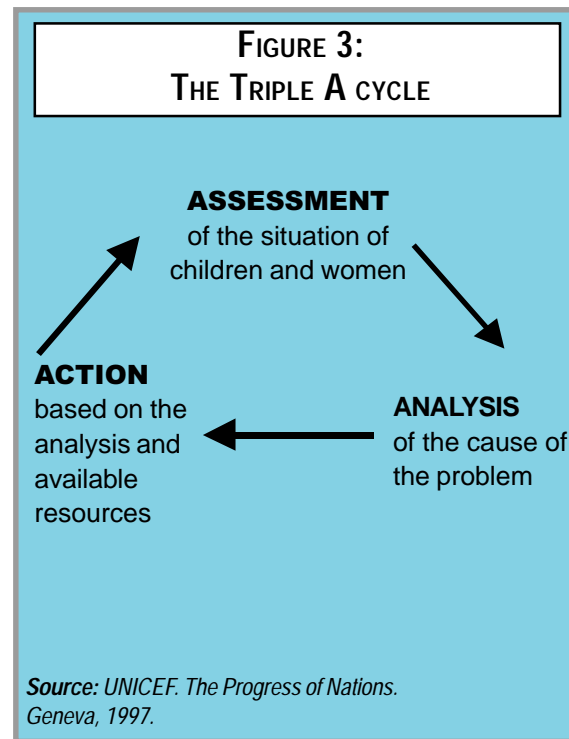 FIGURE 3:
THE TRIPLE A CYCLE
ASSESSMENT
of the situation of
children and women
ACTION
based on the
analysis and
available
resources
ANALYSIS
of the cause of
the problem
Source: UNICEF. The Progress of Nations.
Geneva, 1997.